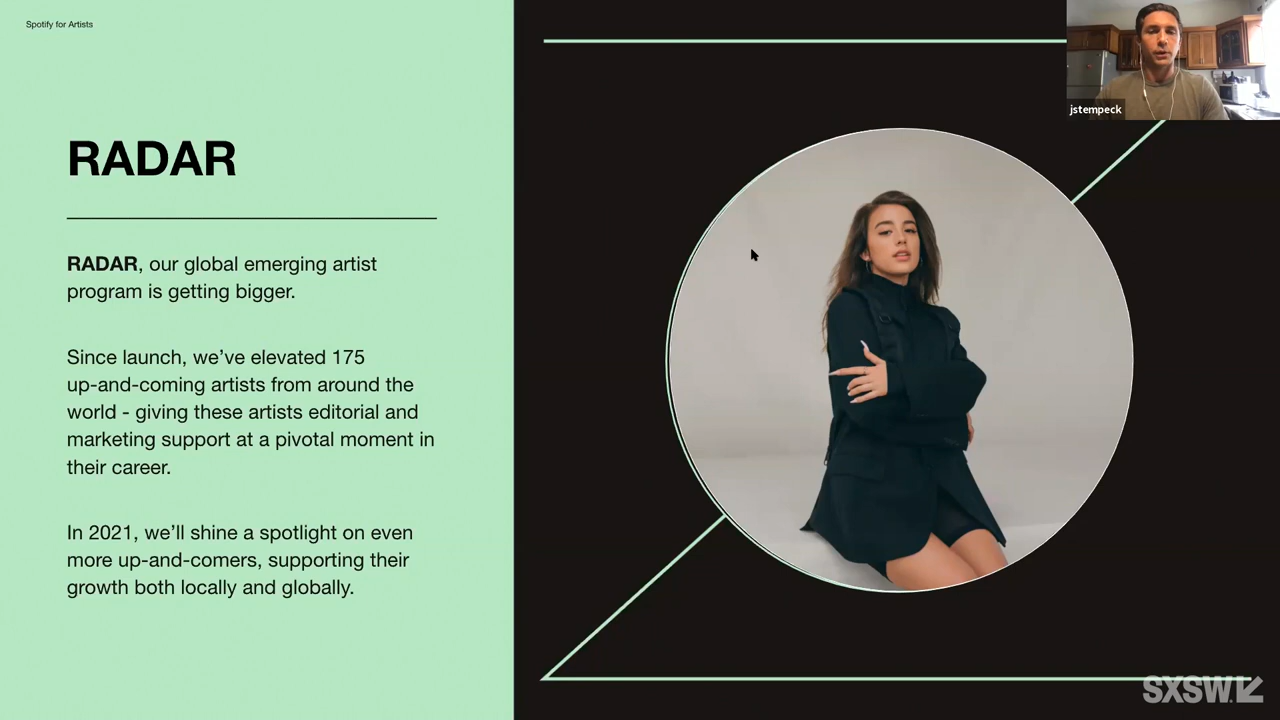 Spotify for Artists
jstempeck
RADAR
RADAR, our global emerging artist
program is getting bigger.
Since launch, we’ve elevated 175
up-and-coming artists from around the
world - giving these artists editorial and
marketing support at a pivotal moment in
their career.
In 2021, we’ll shine a spotlight on even
more up-and-comers, supporting their
growth both locally and globally.
SXSW.